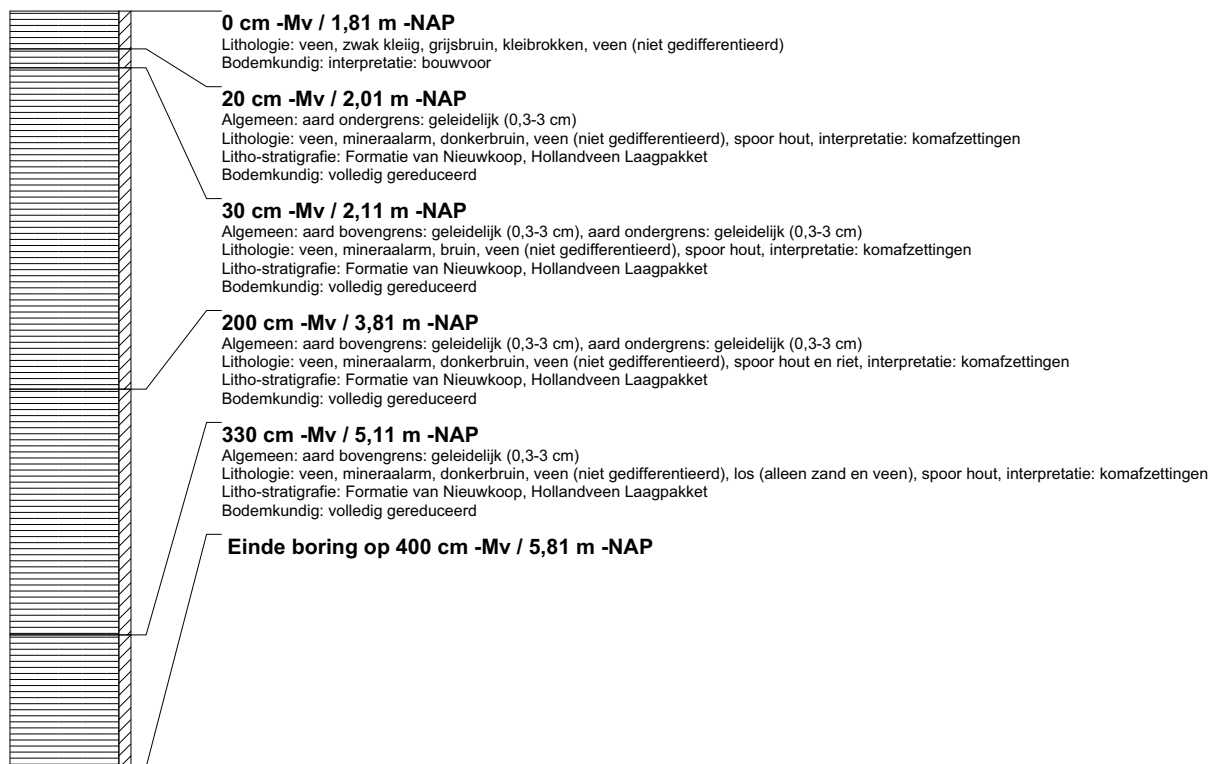 0 cm -Mv / 1,81 m -NAP
Lithologie: veen, zwak kleiig, grijsbruin, kleibrokken, veen (niet gedifferentieerd)
Bodemkundig: interpretatie: bouwvoor
20 cm -Mv / 2,01 m -NAP
Algemeen: aard ondergrens: geleidelijk (0,3-3 cm)
Lithologie: veen, mineraalarm, donkerbruin, veen (niet gedifferentieerd), spoor hout, interpretatie: komafzettingen
Litho-stratigrafie: Formatie van Nieuwkoop, Hollandveen Laagpakket
Bodemkundig: volledig gereduceerd
30 cm -Mv / 2,11 m -NAP
Algemeen: aard bovengrens: geleidelijk (0,3-3 cm), aard ondergrens: geleidelijk (0,3-3 cm)
Lithologie: veen, mineraalarm, bruin, veen (niet gedifferentieerd), spoor hout, interpretatie: komafzettingen
Litho-stratigrafie: Formatie van Nieuwkoop, Hollandveen Laagpakket
Bodemkundig: volledig gereduceerd
200 cm -Mv / 3,81 m -NAP
Algemeen: aard bovengrens: geleidelijk (0,3-3 cm), aard ondergrens: geleidelijk (0,3-3 cm)
Lithologie: veen, mineraalarm, donkerbruin, veen (niet gedifferentieerd), spoor hout en riet, interpretatie: komafzettingen
Litho-stratigrafie: Formatie van Nieuwkoop, Hollandveen Laagpakket
Bodemkundig: volledig gereduceerd
330 cm -Mv / 5,11 m -NAP
Algemeen: aard bovengrens: geleidelijk (0,3-3 cm)
Lithologie: veen, mineraalarm, donkerbruin, veen (niet gedifferentieerd), los (alleen zand en veen), spoor hout, interpretatie: komafzettingen
Litho-stratigrafie: Formatie van Nieuwkoop, Hollandveen Laagpakket
Bodemkundig: volledig gereduceerd
Einde boring op 400 cm -Mv / 5,81 m -NAP